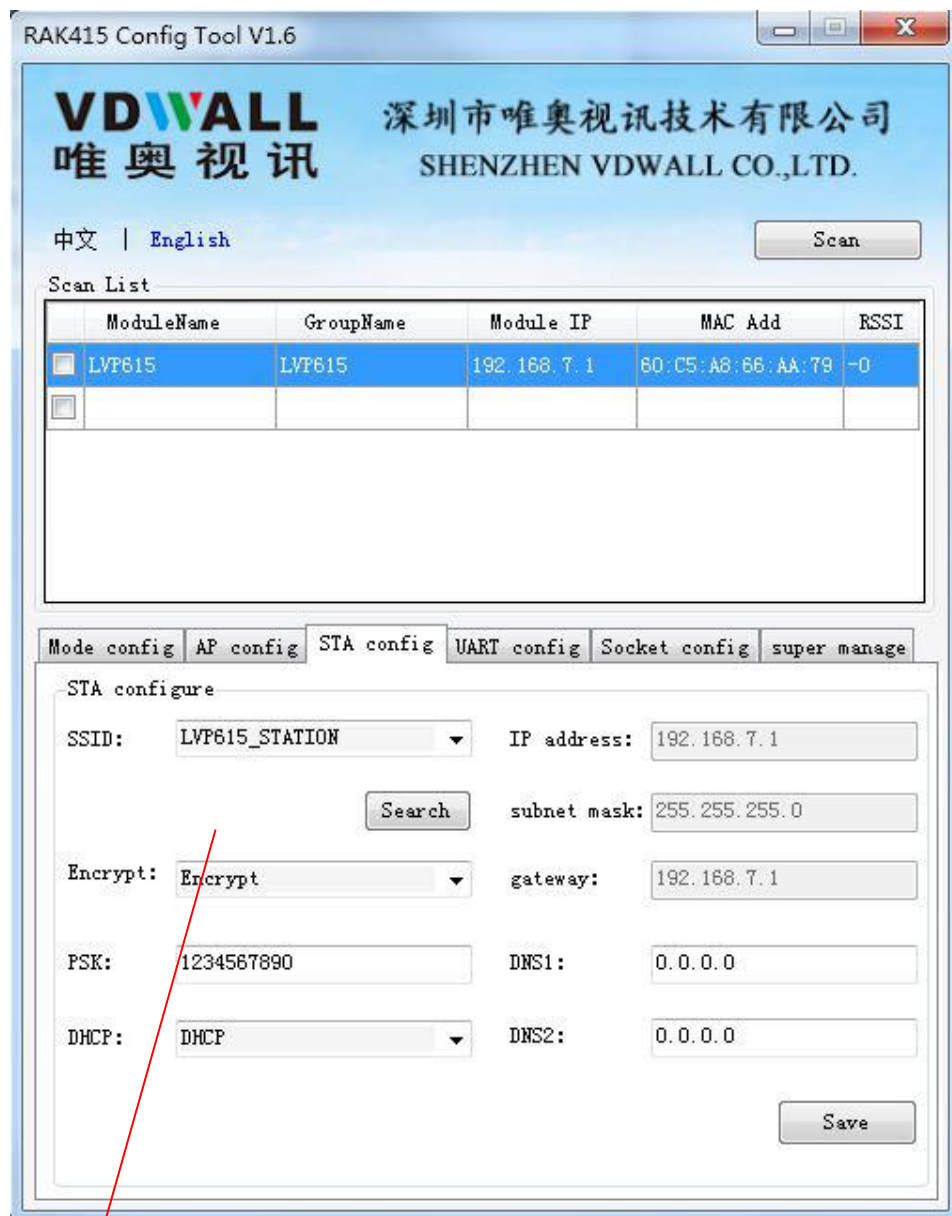 RAK415 Config Tool V1.6
VDWALL 深圳市唯奥视讯技术有限公司
唯奥视讯 SHENZHEN VDWALL CO.,LTD.
中文 | English Scan
Scan List
ModuleName GroupName Module IP MAC Add RSSI
LVP615 LVP615 192.168.7.1 60:C5:A8:66:AA:79 -0
Mode config AP config STA config UART config Socket config super manage
STA configure
SSID: LVP615_STATION IP address: 192.168.7.1
Search subnet mask: 255.255.255.0
Encrypt: Encrypt gateway: 192.168.7.1
PSK: 1234567890 DNS1: 0.0.0.0
DHCP: DHCP DNS2: 0.0.0.0
Save